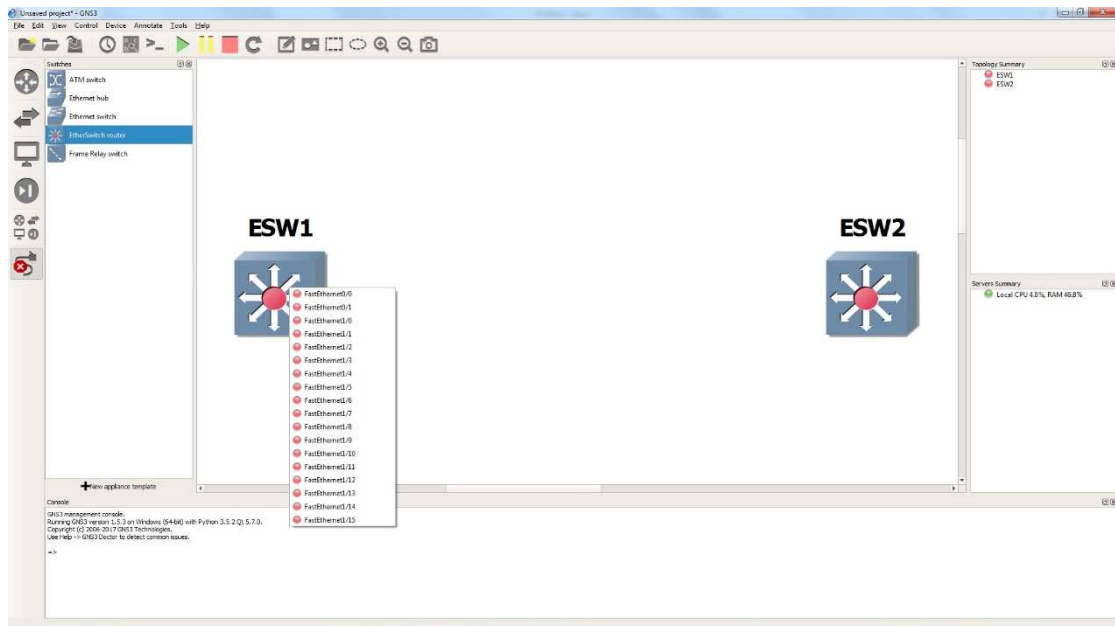 Unsaved project* - GNS3
File Edit View Control Device Annotate Tools Help
Switches
ATM switch
Ethernet hub
Ethernet switch
EtherSwitch router
Frame Relay switch
New appliance template
ESW1
ESW2
FastEthernet0/0
FastEthernet0/1
FastEthernet1/0
FastEthernet1/1
FastEthernet1/2
FastEthernet1/3
FastEthernet1/4
FastEthernet1/5
FastEthernet1/6
FastEthernet1/7
FastEthernet1/8
FastEthernet1/9
FastEthernet1/10
FastEthernet1/11
FastEthernet1/12
FastEthernet1/13
FastEthernet1/14
FastEthernet1/15
Topology Summary
ESW1
ESW2
Servers Summary
Local CPU 4.8%, RAM 46.8%
Console
GNS3 management console.
Running GNS3 version 1.5.3 on Windows (64-bit) with Python 3.5.2 Qt 5.7.0.
Copyright (c) 2006-2017 GNS3 Technologies.
Use Help -> GNS3 Doctor to detect common issues.
=>